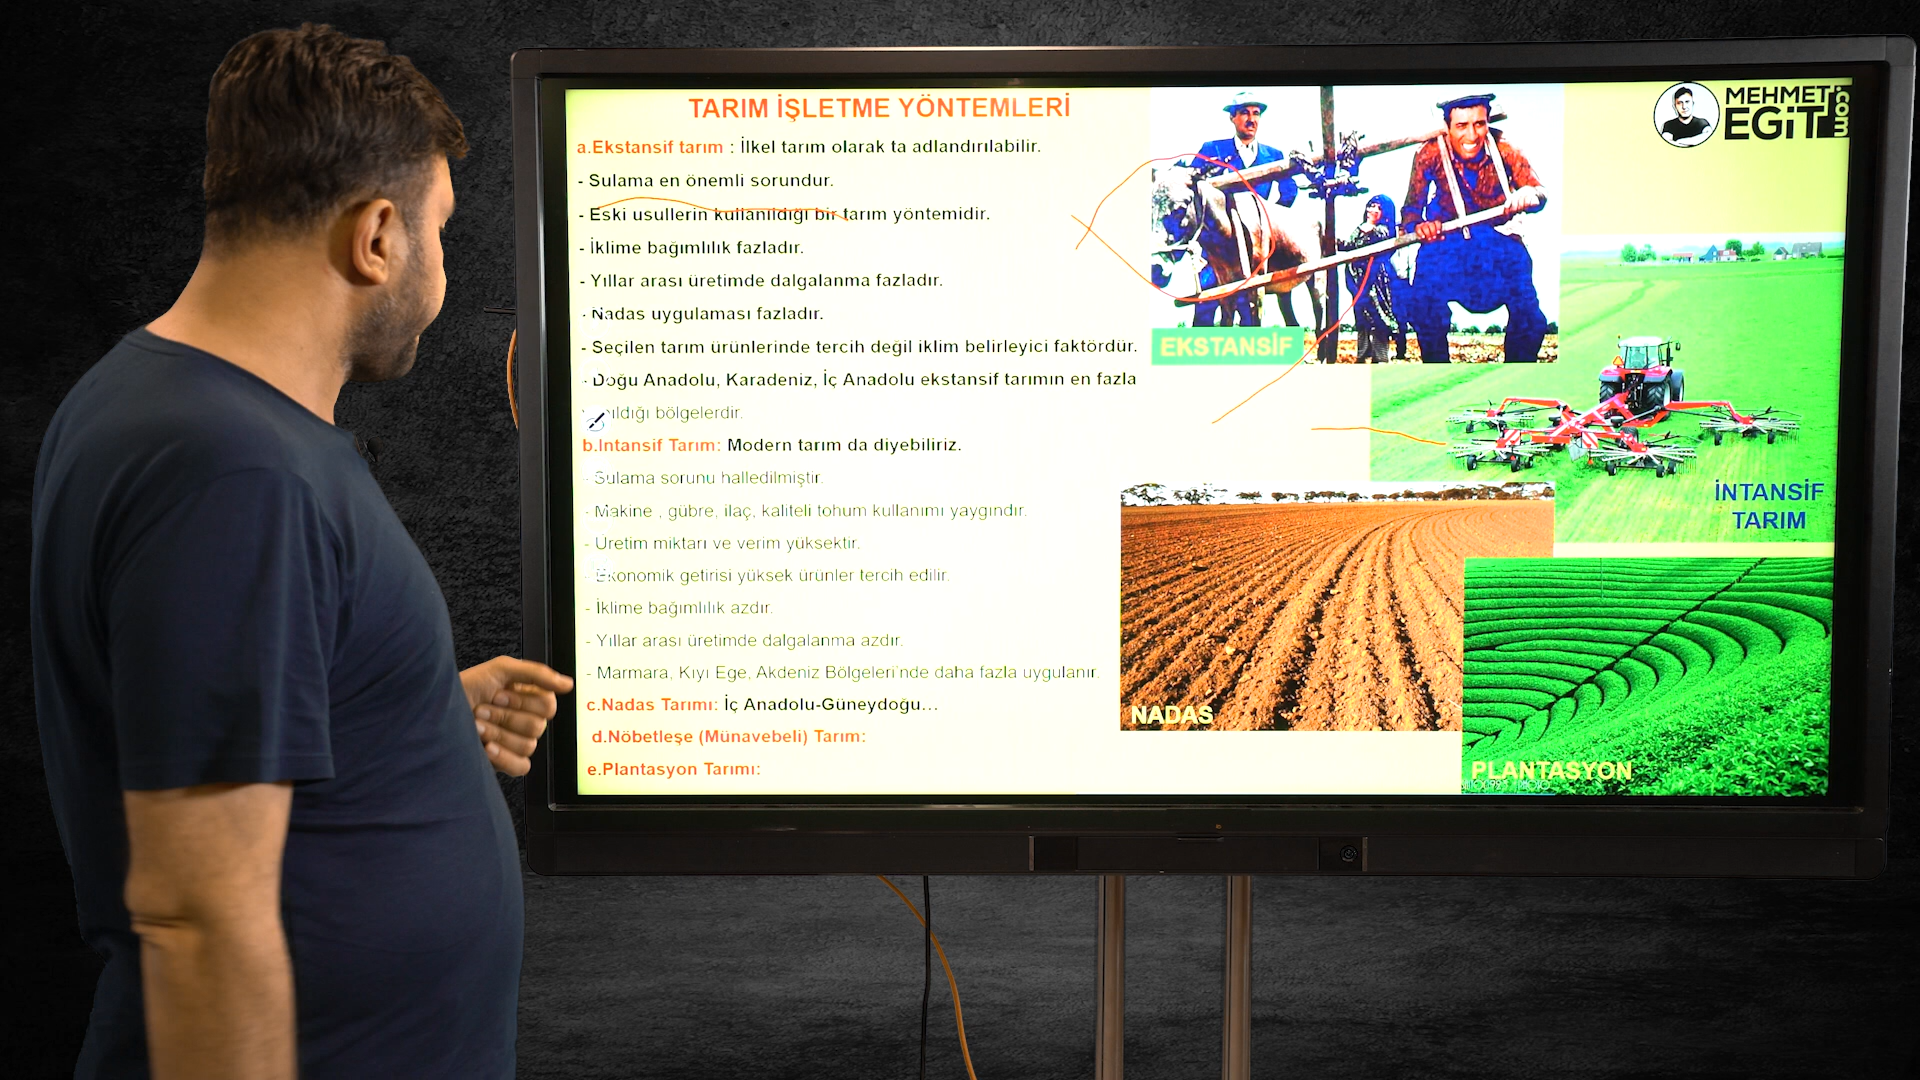 TARIM İŞLETME YÖNTEMLERİ
a.Ekstansif tarım : İlkel tarım olarak ta adlandırılabilir.
- Sulama en önemli sorundur.
- Eski usullerin kullanıldığı bir tarım yöntemidir.
- İklime bağımlılık fazladır.
- Yıllar arası üretimde dalgalanma fazladır.
- Nadas uygulaması fazladır.
- Seçilen tarım ürünlerinde tercih değil iklim belirleyici faktördür.
- Doğu Anadolu, Karadeniz, İç Anadolu ekstansif tarımın en fazla
bölgelerdir.
b.İntansif Tarım: Modern tarım da diyebiliriz.
- Sulama sorunu halledilmiştir.
- Makine , gübre, ilaç, kaliteli tohum kullanımı yaygındır.
- Üretim miktarı ve verim yüksektir.
- Ekonomik getirisi yüksek ürünler tercih edilir.
- İklime bağımlılık azdır.
- Yıllar arası üretimde dalgalanma azdır.
- Marmara, Kıyı Ege, Akdeniz Bölgeleri'nde daha fazla uygulanır.
c.Nadas Tarımı: İç Anadolu-Güneydoğu...
d.Nöbetleşe (Münavebeli) Tarım:
e.Plantasyon Tarımı:
MEHMET
EGİT
.com
EKSTANSİF
İNTANSİF
TARIM
NADAS
PLANTASYON